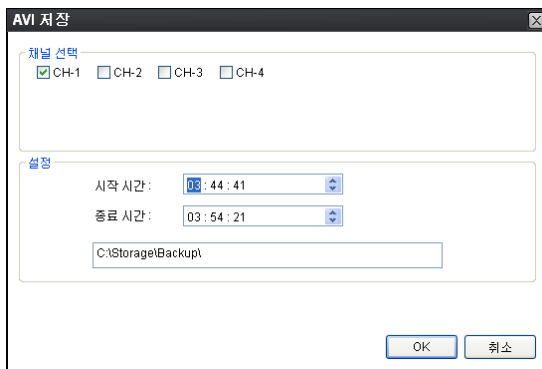 AVI 저장
채널 선택
CH-1 CH-2 CH-3 CH-4
설정
시작 시간 : 03 : 44 : 41
종료 시간 : 03 : 54 : 21
C:\Storage\Backup\
OK 취소